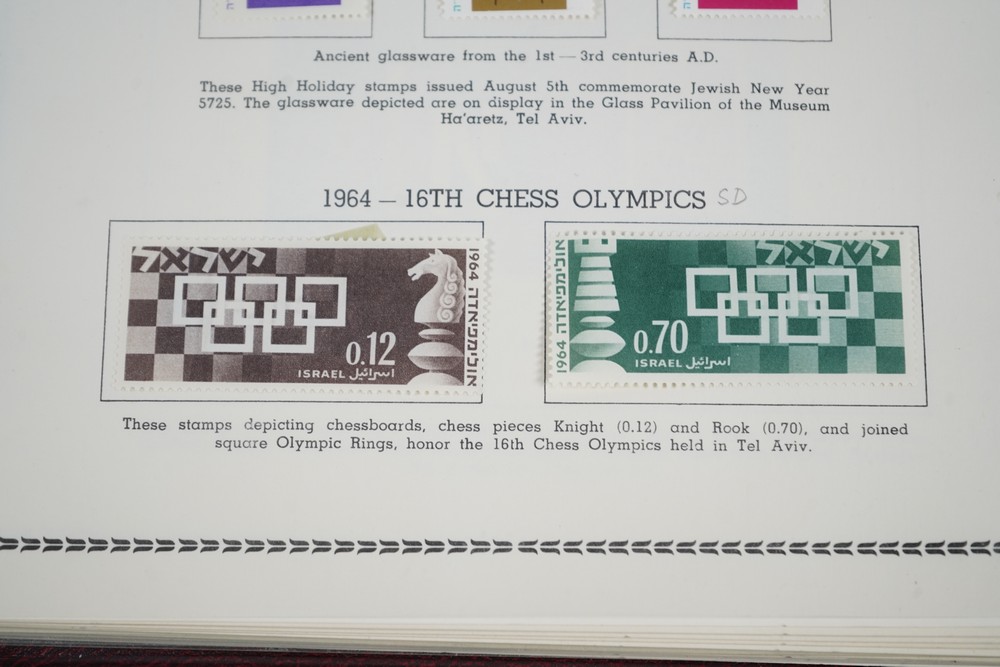 Ancient glassware from the 1st — 3rd centuries A.D.
These High Holiday stamps issued August 5th commemorate Jewish New Year
5725. The glassware depicted are on display in the Glass Pavilion of the Museum
Ha'aretz, Tel Aviv.
1964 — 16TH CHESS OLYMPICS SD
ישראל
1964 אולימפיאדה
0.12
ISRAEL اسرائيل
ישראל
1964 אולימפיאדה
0.70
ISRAEL اسرائيل
These stamps depicting chessboards, chess pieces Knight (0.12) and Rook (0.70), and joined
square Olympic Rings, honor the 16th Chess Olympics held in Tel Aviv.